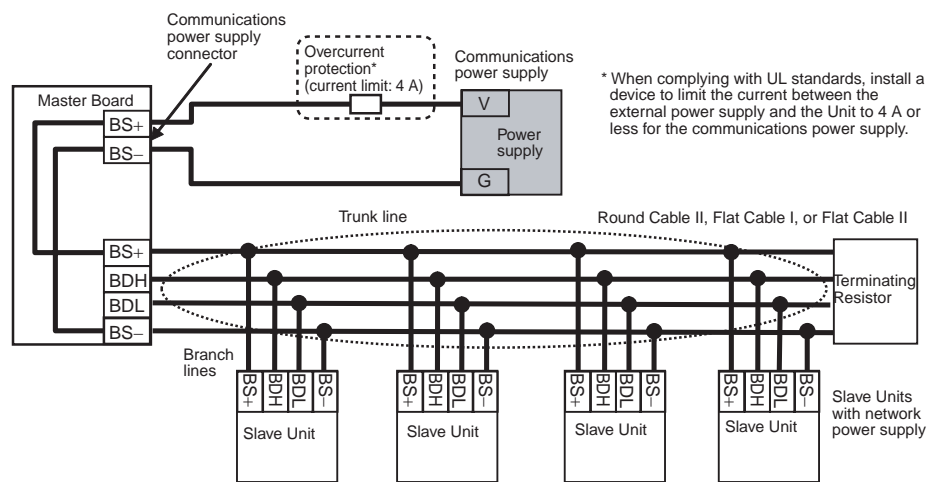 Communications
power supply
connector
Overcurrent
protection*
(current limit: 4 A)
Communications
power supply
* When complying with UL standards, install a
device to limit the current between the
external power supply and the Unit to 4 A or
less for the communications power supply.
Master Board
BS+
BS−
V
Power
supply
G
Trunk line
Round Cable II, Flat Cable I, or Flat Cable II
BS+
BDH
BDL
BS−
Terminating
Resistor
Branch
lines
BS+
BDH
BDL
BS−
Slave Unit
BS+
BDH
BDL
BS−
Slave Unit
BS+
BDH
BDL
BS−
Slave Unit
BS+
BDH
BDL
BS−
Slave Unit
Slave Units
with network
power supply